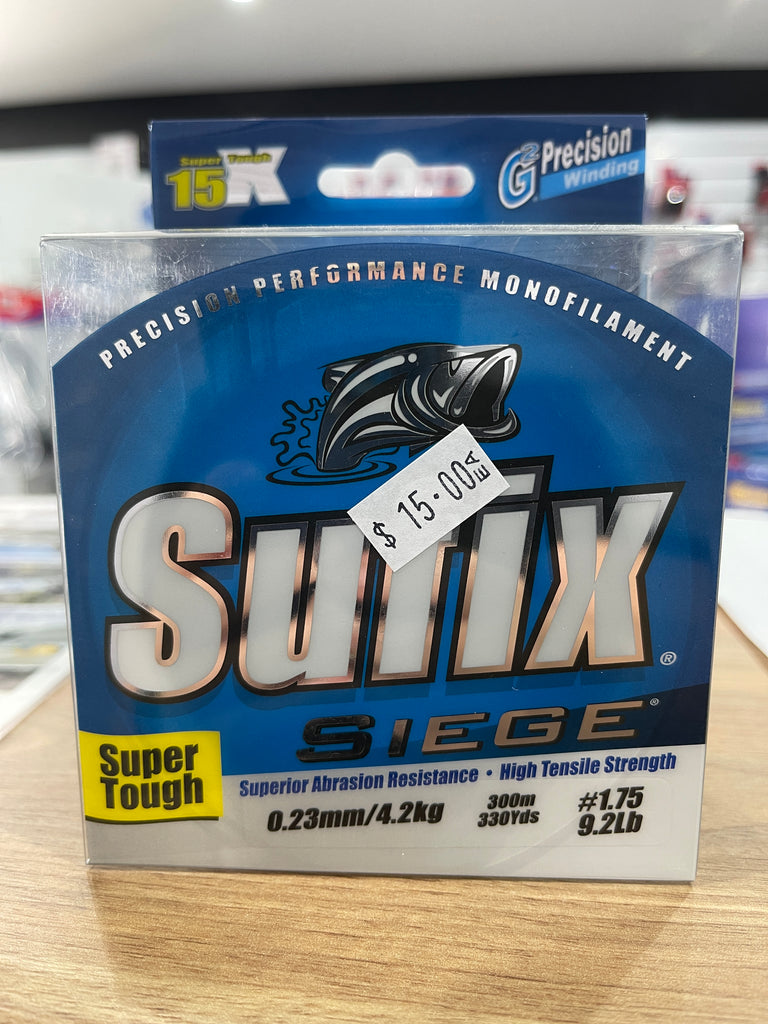 Super Tough
15X
G2 Precision
Winding
PRECISION PERFORMANCE MONOFILAMENT
$ 15.00 EA
Sufix®
SIEGE®
Super
Tough
Superior Abrasion Resistance • High Tensile Strength
0.23mm/4.2kg
300m
330Yds
#1.75
9.2Lb